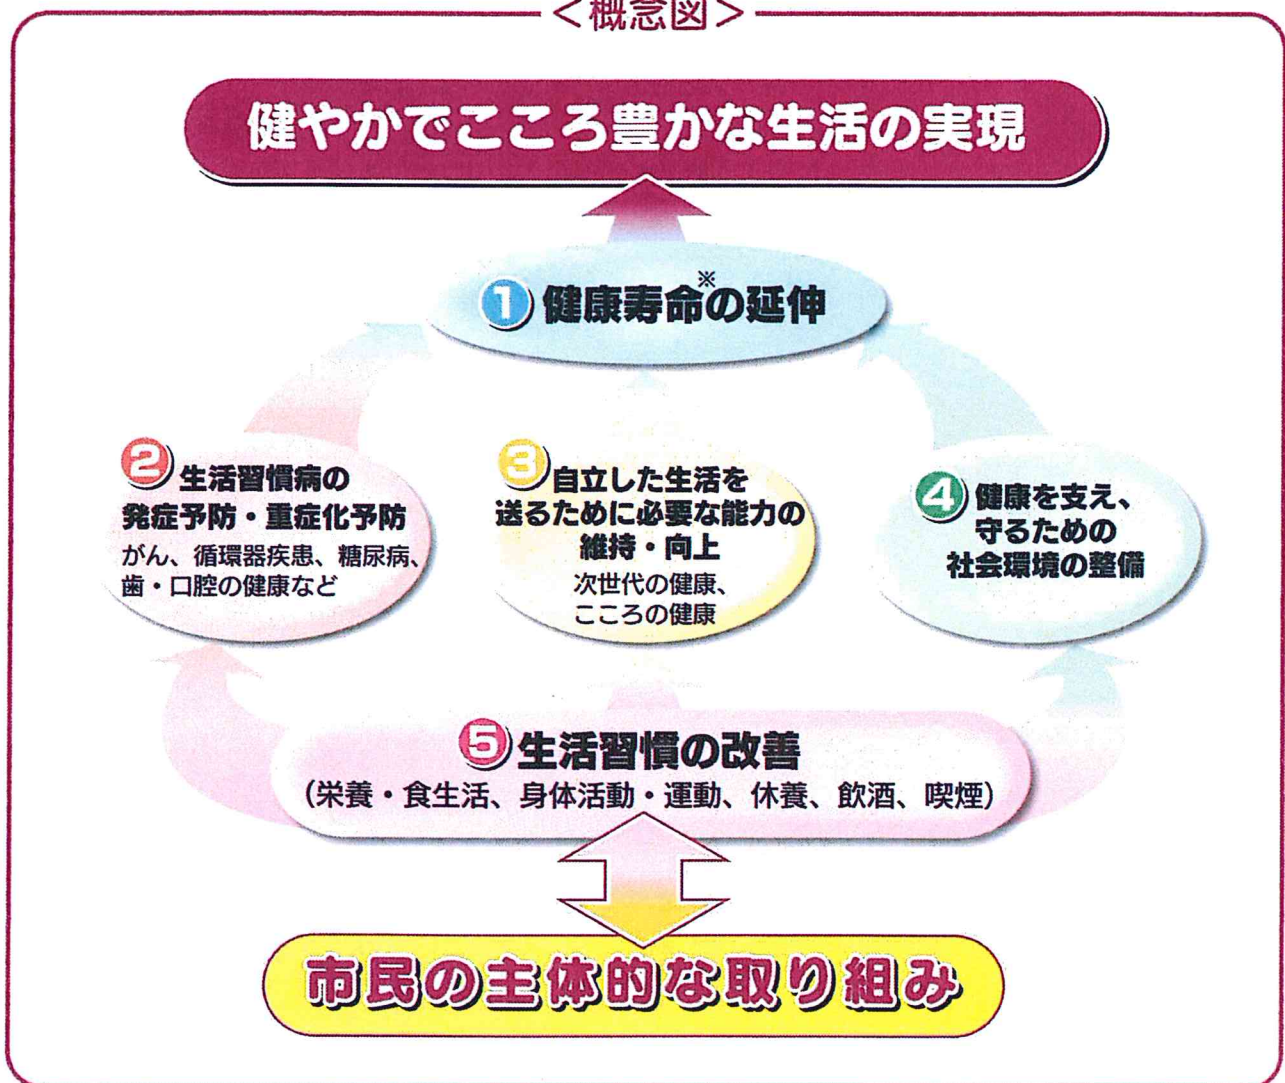 ＜概念図＞
健やかでこころ豊かな生活の実現
① 健康寿命※の延伸
② 生活習慣病の
発症予防・重症化予防
がん、循環器疾患、糖尿病、
歯・口腔の健康など
③ 自立した生活を
送るために必要な能力の
維持・向上
次世代の健康、
こころの健康
④ 健康を支え、
守るための
社会環境の整備
⑤ 生活習慣の改善
（栄養・食生活、身体活動・運動、休養、飲酒、喫煙）
市民の主体的な取り組み